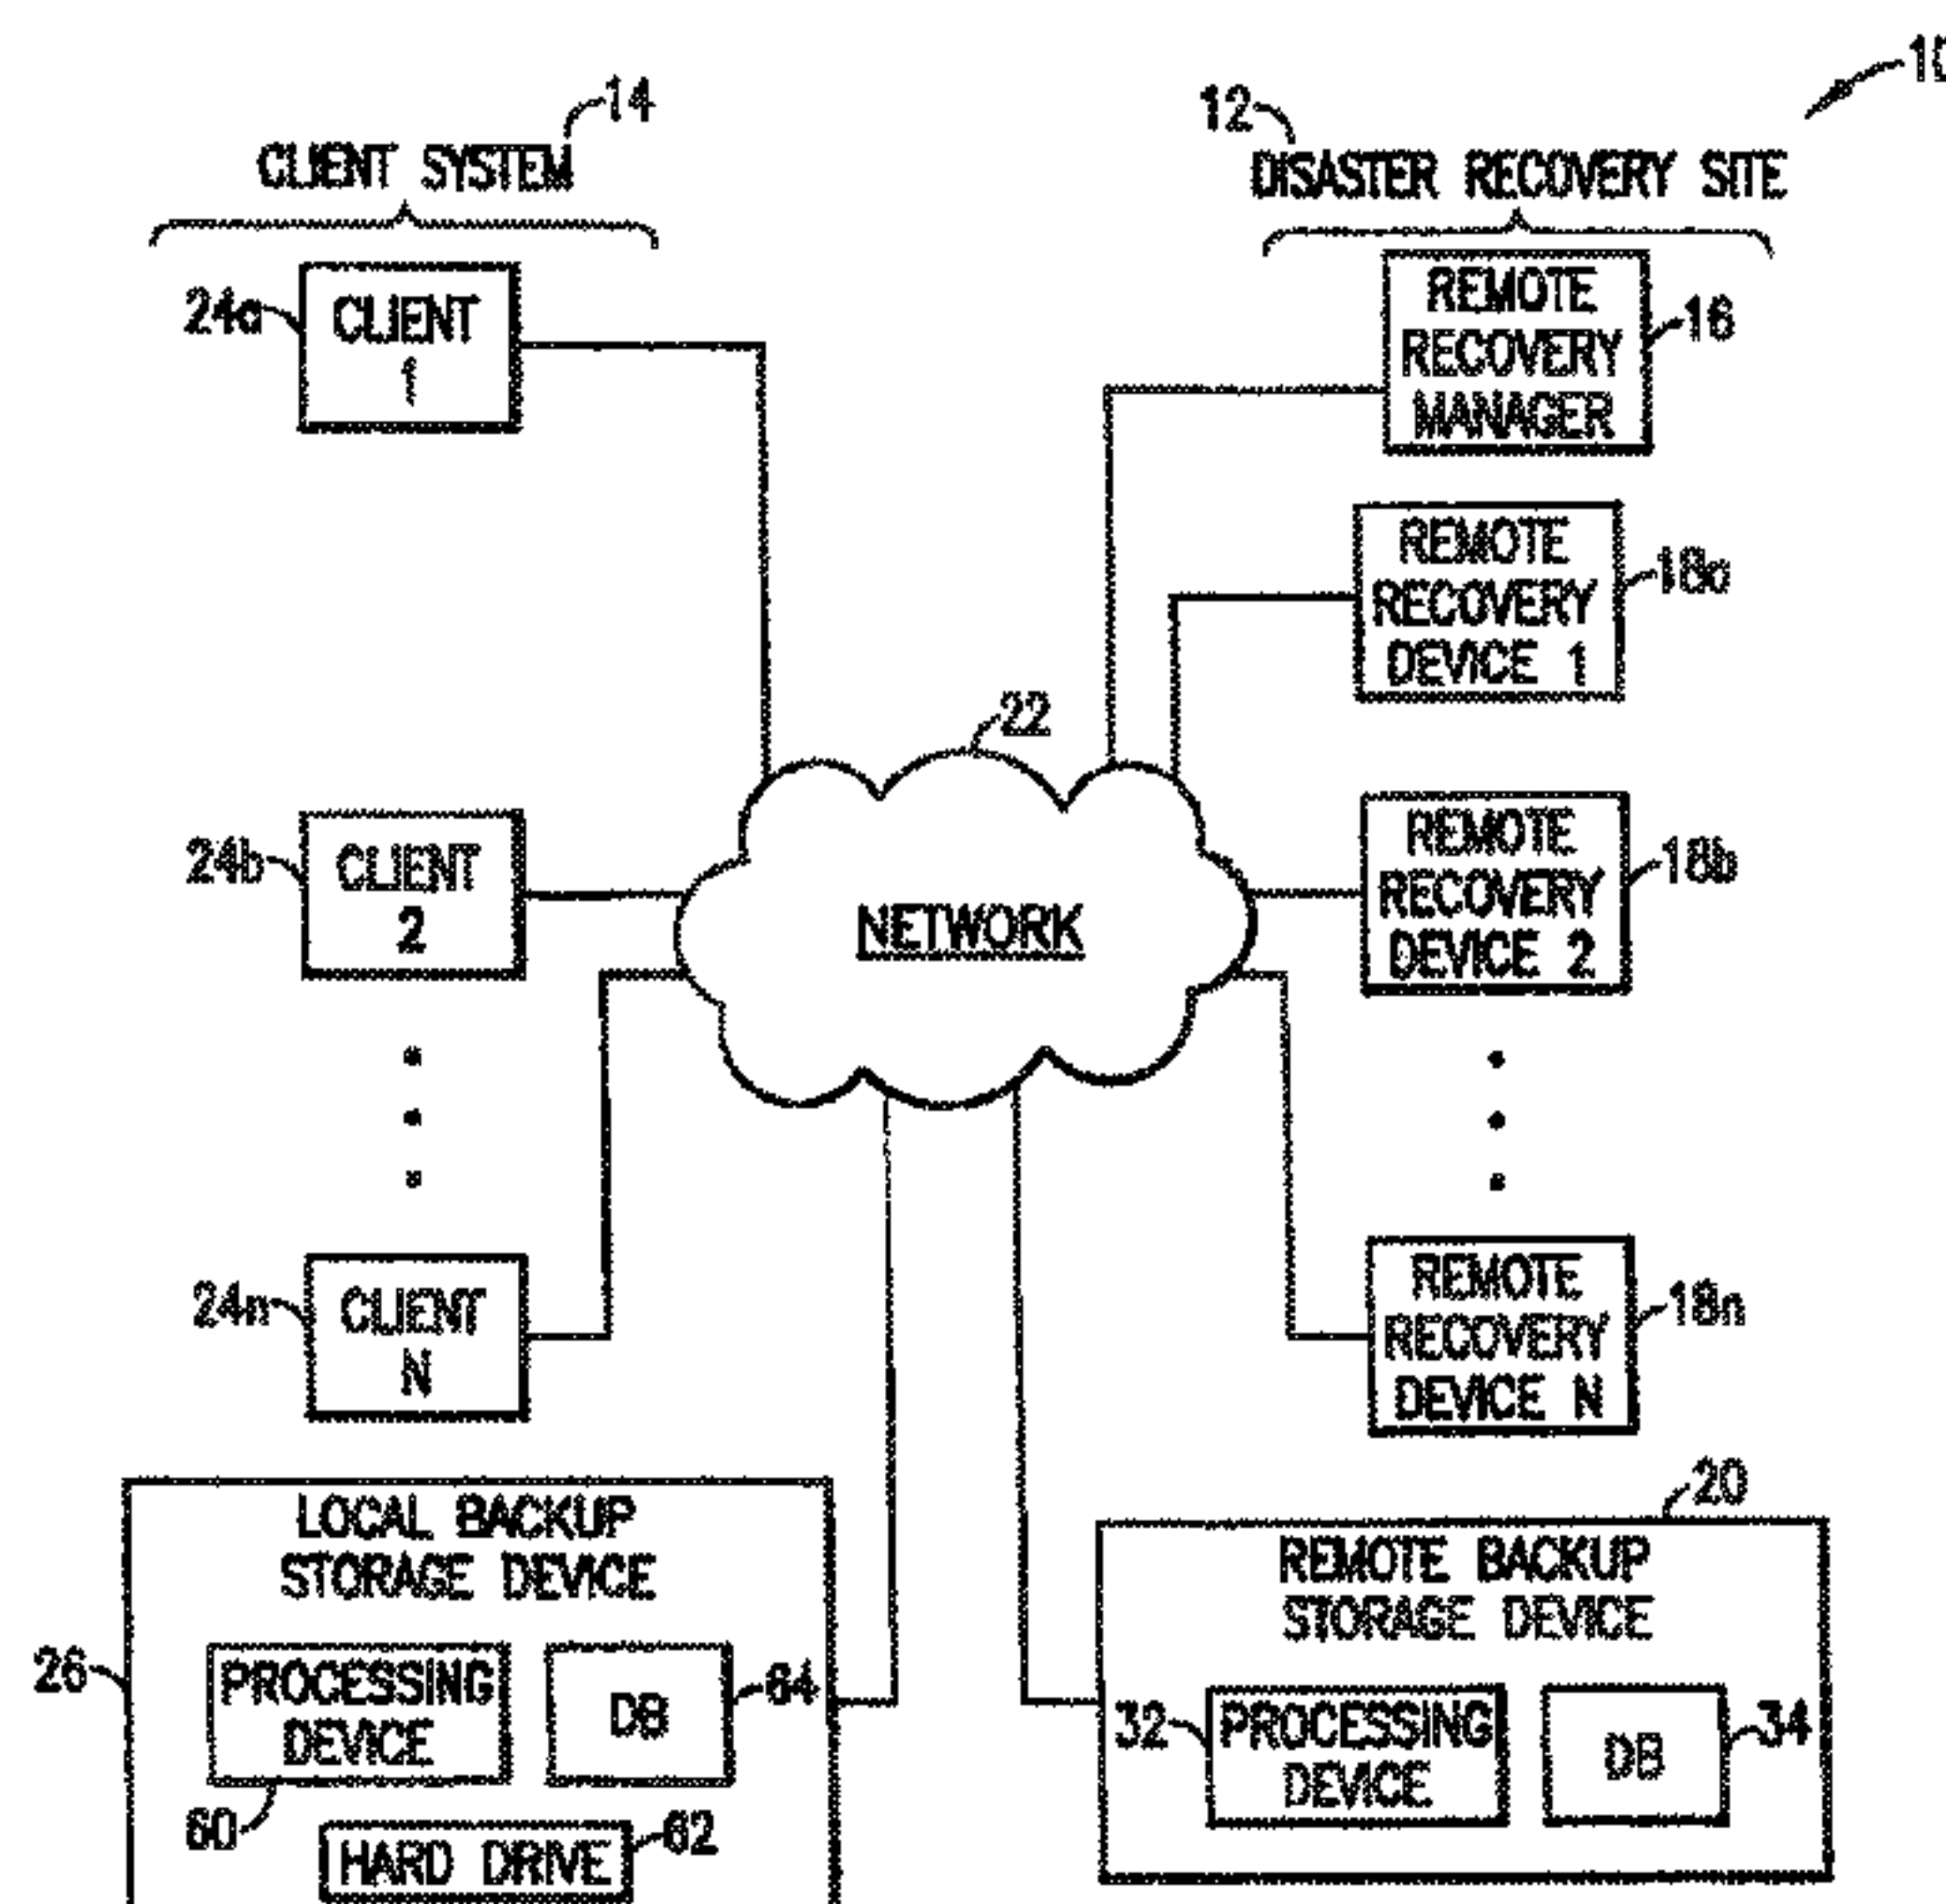 10
14
CLIENT SYSTEM
12
DISASTER RECOVERY SITE
24a
CLIENT
1
REMOTE
RECOVERY
MANAGER
16
REMOTE
RECOVERY
DEVICE 1
18a
22
NETWORK
24b
CLIENT
2
REMOTE
RECOVERY
DEVICE 2
18b
24n
CLIENT
N
REMOTE
RECOVERY
DEVICE N
18n
LOCAL BACKUP
STORAGE DEVICE
26
PROCESSING
DEVICE
60
DB
64
HARD DRIVE
62
20
REMOTE BACKUP
STORAGE DEVICE
32
PROCESSING
DEVICE
DB
34